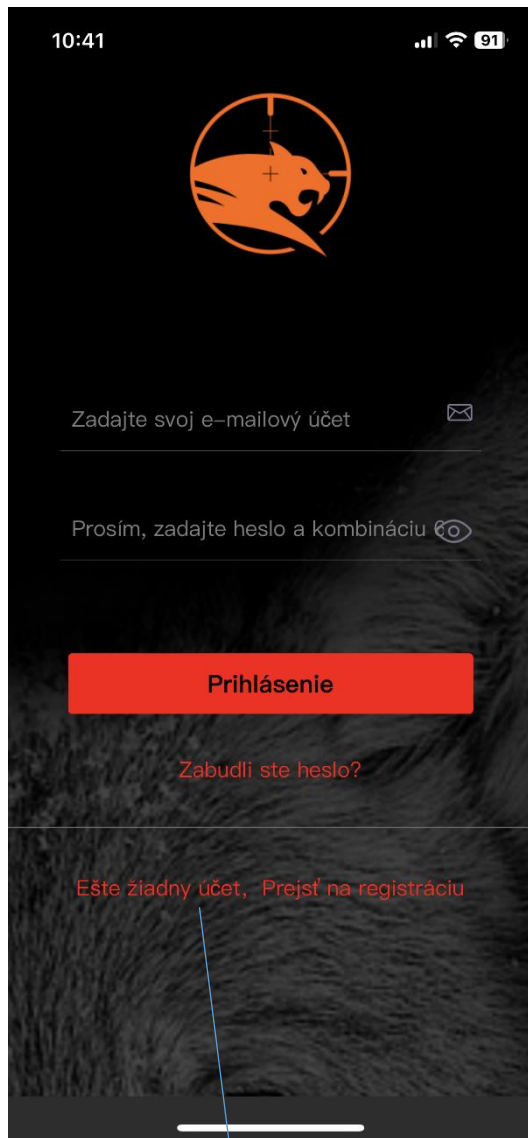 10:41
91
Zadajte svoj e-mailový účet
Prosím, zadajte heslo a kombináciu 6
Prihlásenie
Zabudli ste heslo?
Ešte žiadny účet, Prejsť na registráciu